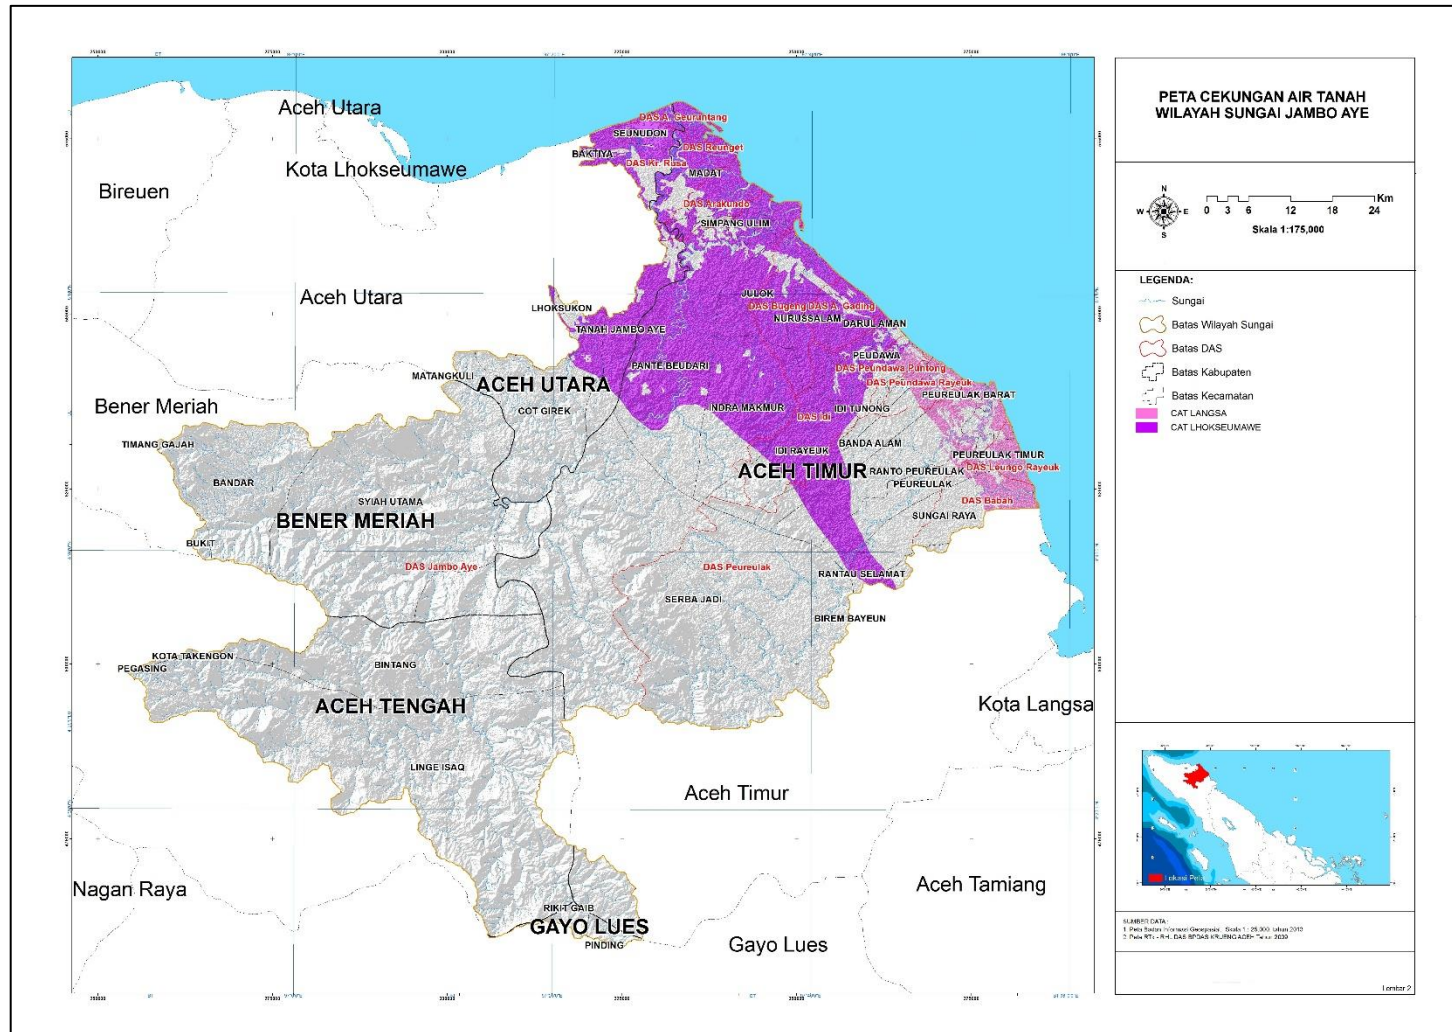 PETA CEKUNGAN AIR TANAH
WILAYAH SUNGAI JAMBO AYE
N
W E
S
0 3 6 12 18 24 Km
Skala 1:175,000
LEGENDA:
Sungai
Batas Wilayah Sungai
Batas DAS
Batas Kabupaten
Batas Kecamatan
CAT LANGSA
CAT LHOKSEUMAWE
Lokasi Peta
SUMBER DATA :
Lembar 2
Aceh Utara
Kota Lhokseumawe
Bireuen
Aceh Utara
Bener Meriah
Nagan Raya
Gayo Lues
Aceh Tamiang
Aceh Timur
Kota Langsa
DAS A. Geuruntang
SEUNUDON
DAS Reunget
BAKTIYA
DAS Kr. Rusa
MADAT
DAS Arakundo
SIMPANG ULIM
LHOKSUKON
TANAH JAMBO AYE
JULOK
DAS Bugeng
DAS A. Gading
NURUSSALAM
DARUL AMAN
PEUDAWA
PANTE BEUDARI
DAS Peundawa Puntong
DAS Peundawa Rayeuk
PEUREULAK BARAT
MATANGKULI
ACEH UTARA
COT GIREK
INDRA MAKMUR
DAS Idi
IDI TUNONG
BANDA ALAM
IDI RAYEUK
PEUREULAK TIMUR
ACEH TIMUR
RANTO PEUREULAK
DAS Leungo Rayeuk
PEUREULAK
DAS Babah
SUNGAI RAYA
TIMANG GAJAH
BANDAR
SYIAH UTAMA
BENER MERIAH
BUKIT
DAS Jambo Aye
DAS Peureulak
RANTAU SELAMAT
SERBA JADI
BIREM BAYEUN
KOTA TAKENGON
PEGASING
BINTANG
ACEH TENGAH
LINGE ISAQ
RIKIT GAIB
GAYO LUES
PINDING